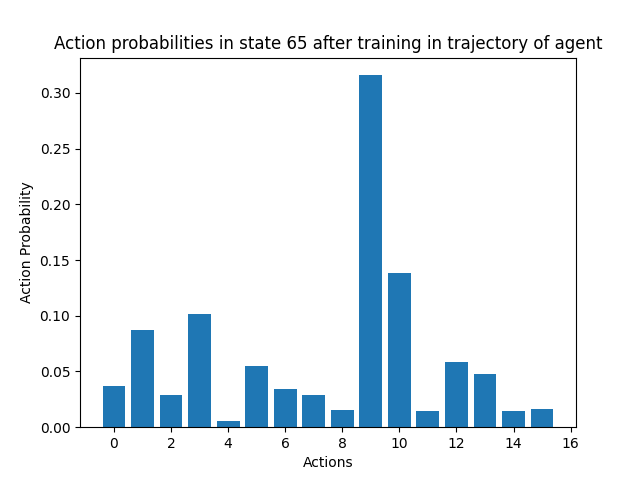 Action probabilities in state 65 after training in trajectory of agent
Action Probability
0.30
0.25
0.20
0.15
0.10
0.05
0.00
0 2 4 6 8 10 12 14 16
Actions